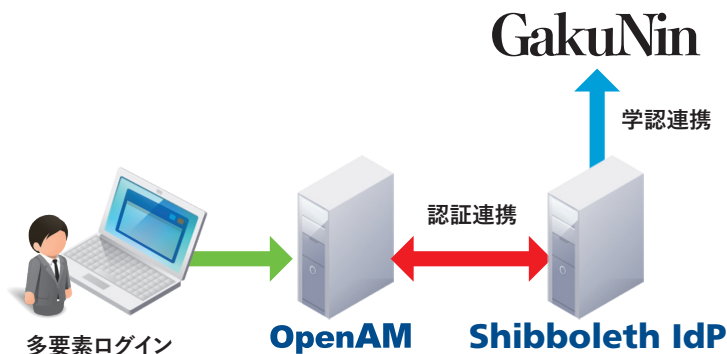 GakuNin
学認連携
認証連携
多要素ログイン
OpenAM
Shibboleth IdP